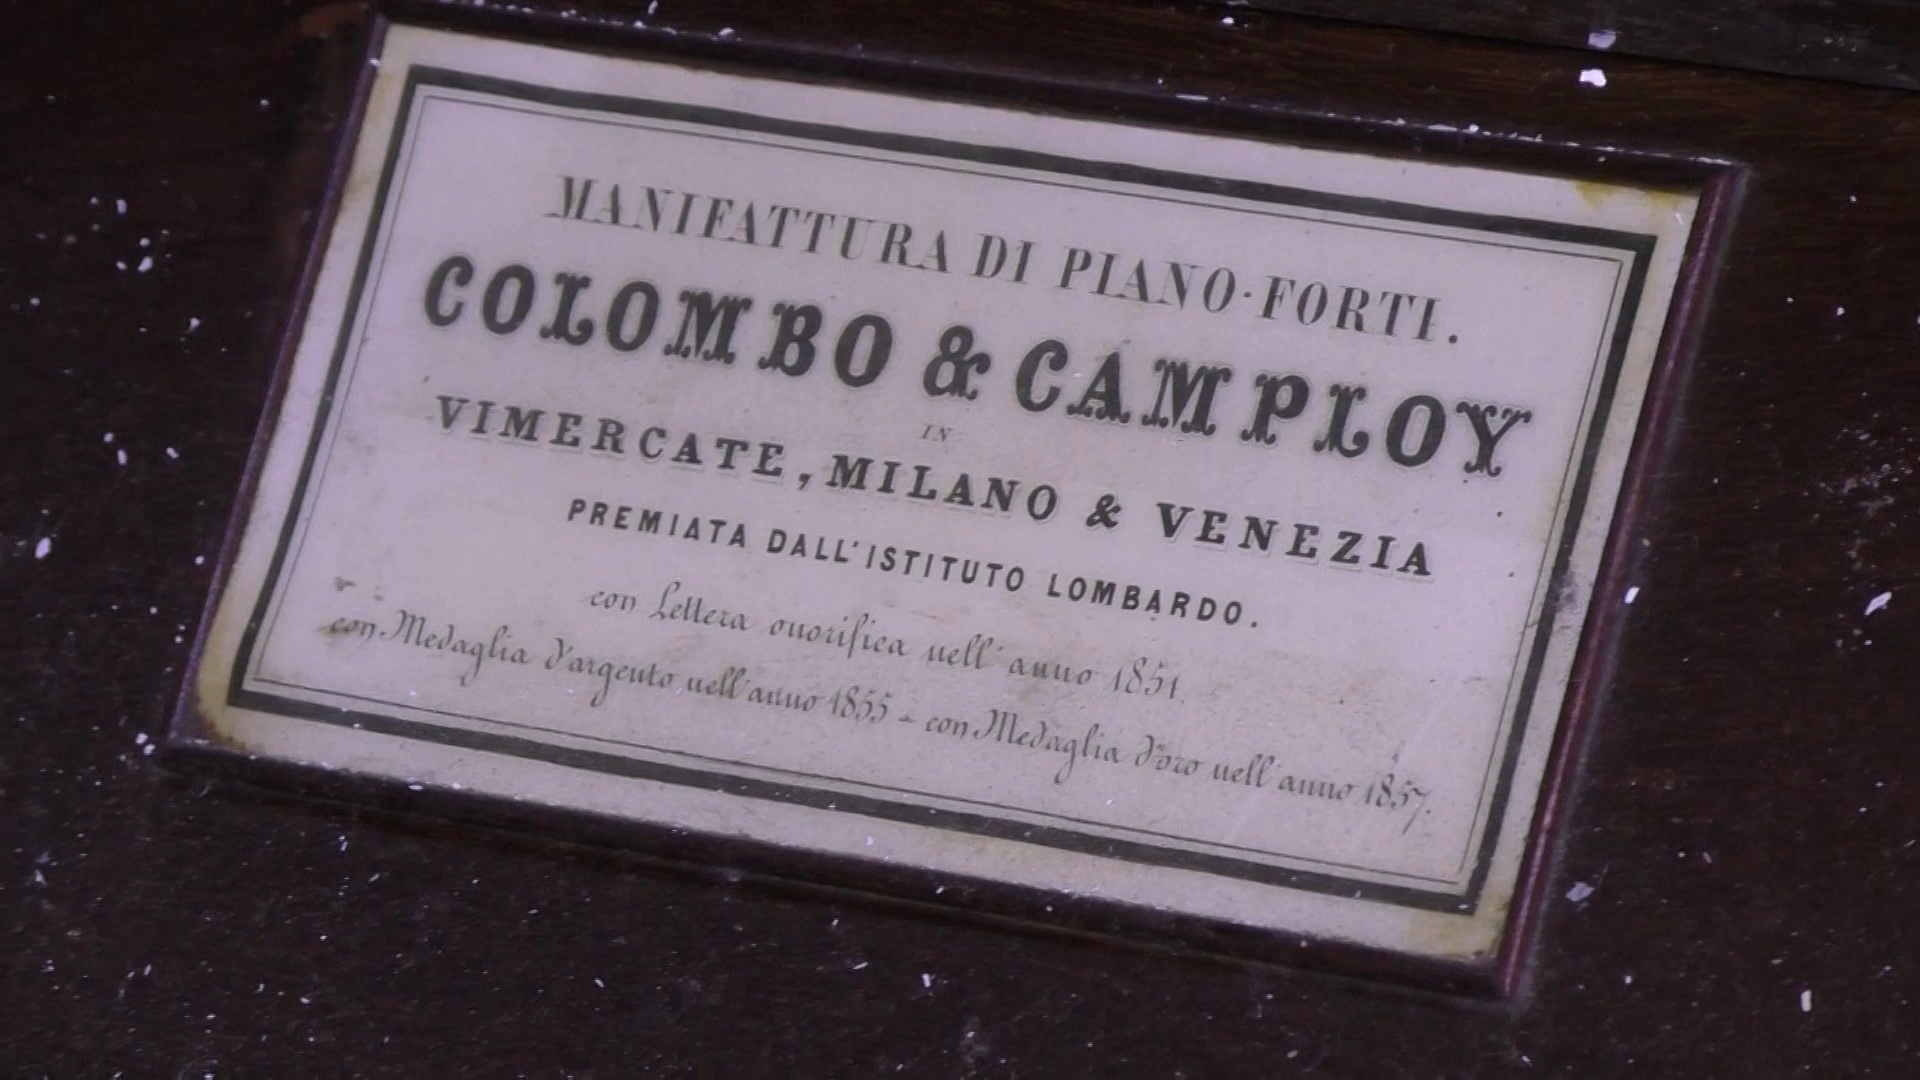 MANIFATTURA DI PIANO-FORTI.
COLOMBO & CAMPLOY
IN
VIMERCATE, MILANO & VENEZIA
PREMIATA DALL'ISTITUTO LOMBARDO.
con Lettera onorifica nell'anno 1851.
con Medaglia d'argento nell'anno 1855 - con Medaglia d'oro nell'anno 1857.